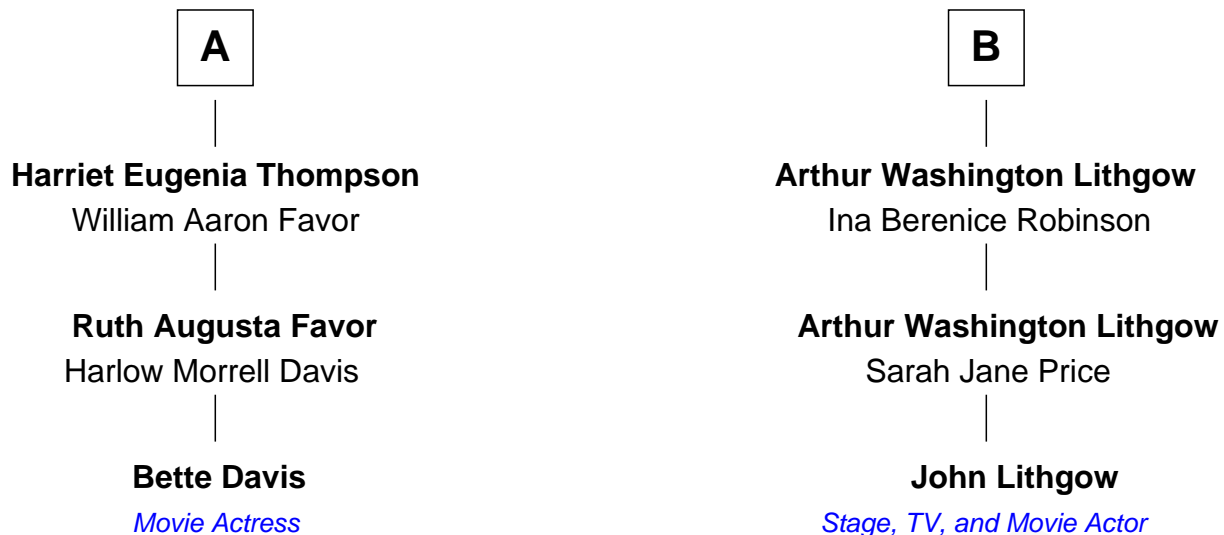 A
Harriet Eugenia Thompson
William Aaron Favor
Ruth Augusta Favor
Harlow Morrell Davis
Bette Davis
Movie Actress
B
Arthur Washington Lithgow
Ina Berenice Robinson
Arthur Washington Lithgow
Sarah Jane Price
John Lithgow
Stage, TV, and Movie Actor